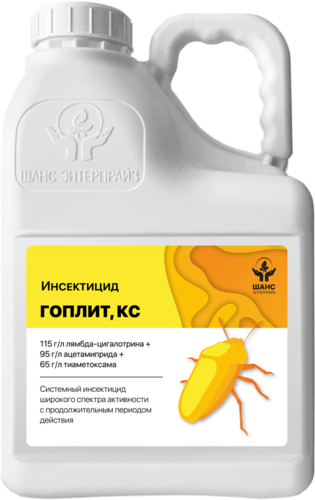 ШАНС ЭНТЕРПРАЙЗ
Инсектицид
ГОПЛИТ, КС
115 г/л лямбда-цигалотрина +
95 г/л ацетамиприда +
65 г/л тиаметоксама
Системный инсектицид
широкого спектра активности
с продолжительным периодом
действия
ШАНС
ЭНТЕРПРАЙЗ